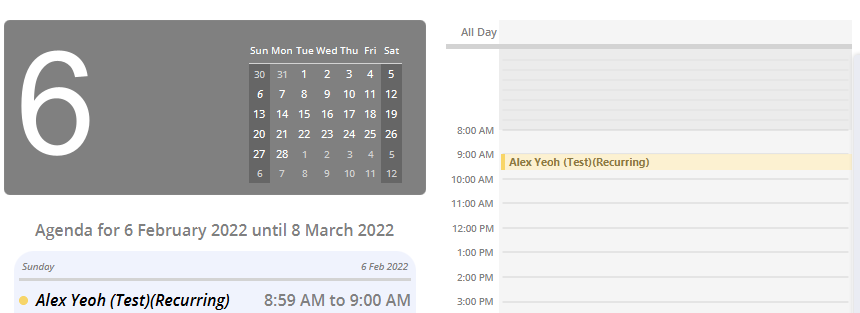 6
Sun Mon Tue Wed Thu Fri Sat
30 31 1 2 3 4 5
6 7 8 9 10 11 12
13 14 15 16 17 18 19
20 21 22 23 24 25 26
27 28 1 2 3 4 5
6 7 8 9 10 11 12
Agenda for 6 February 2022 until 8 March 2022
Sunday 6 Feb 2022
Alex Yeoh (Test)(Recurring) 8:59 AM to 9:00 AM
All Day
8:00 AM
9:00 AM
Alex Yeoh (Test)(Recurring)
10:00 AM
11:00 AM
12:00 PM
1:00 PM
2:00 PM
3:00 PM